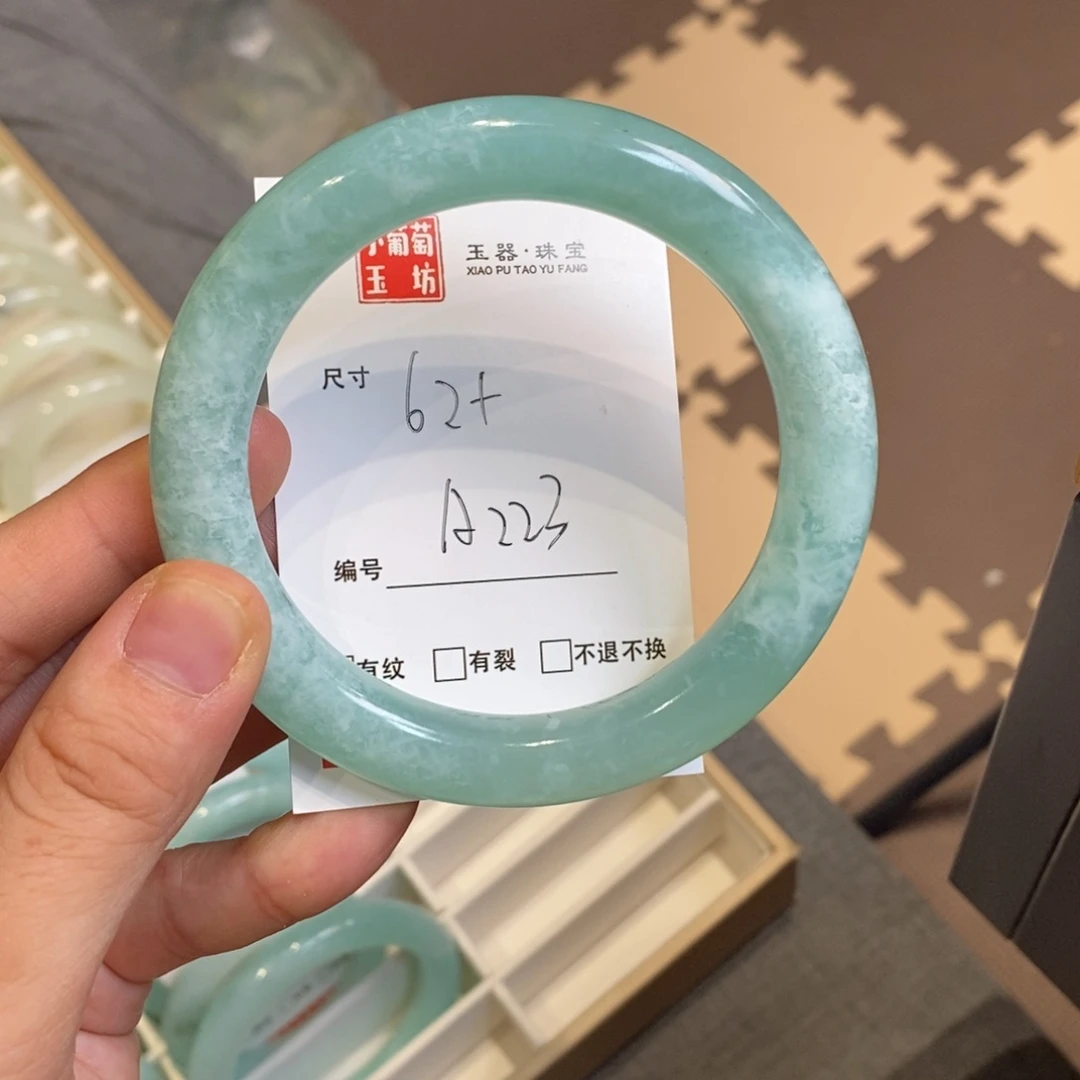 小葡萄
玉坊
玉器·珠宝
XIAO PU TAO YU FANG
尺寸 62+
A223
编号
有纹 有裂 不退不换